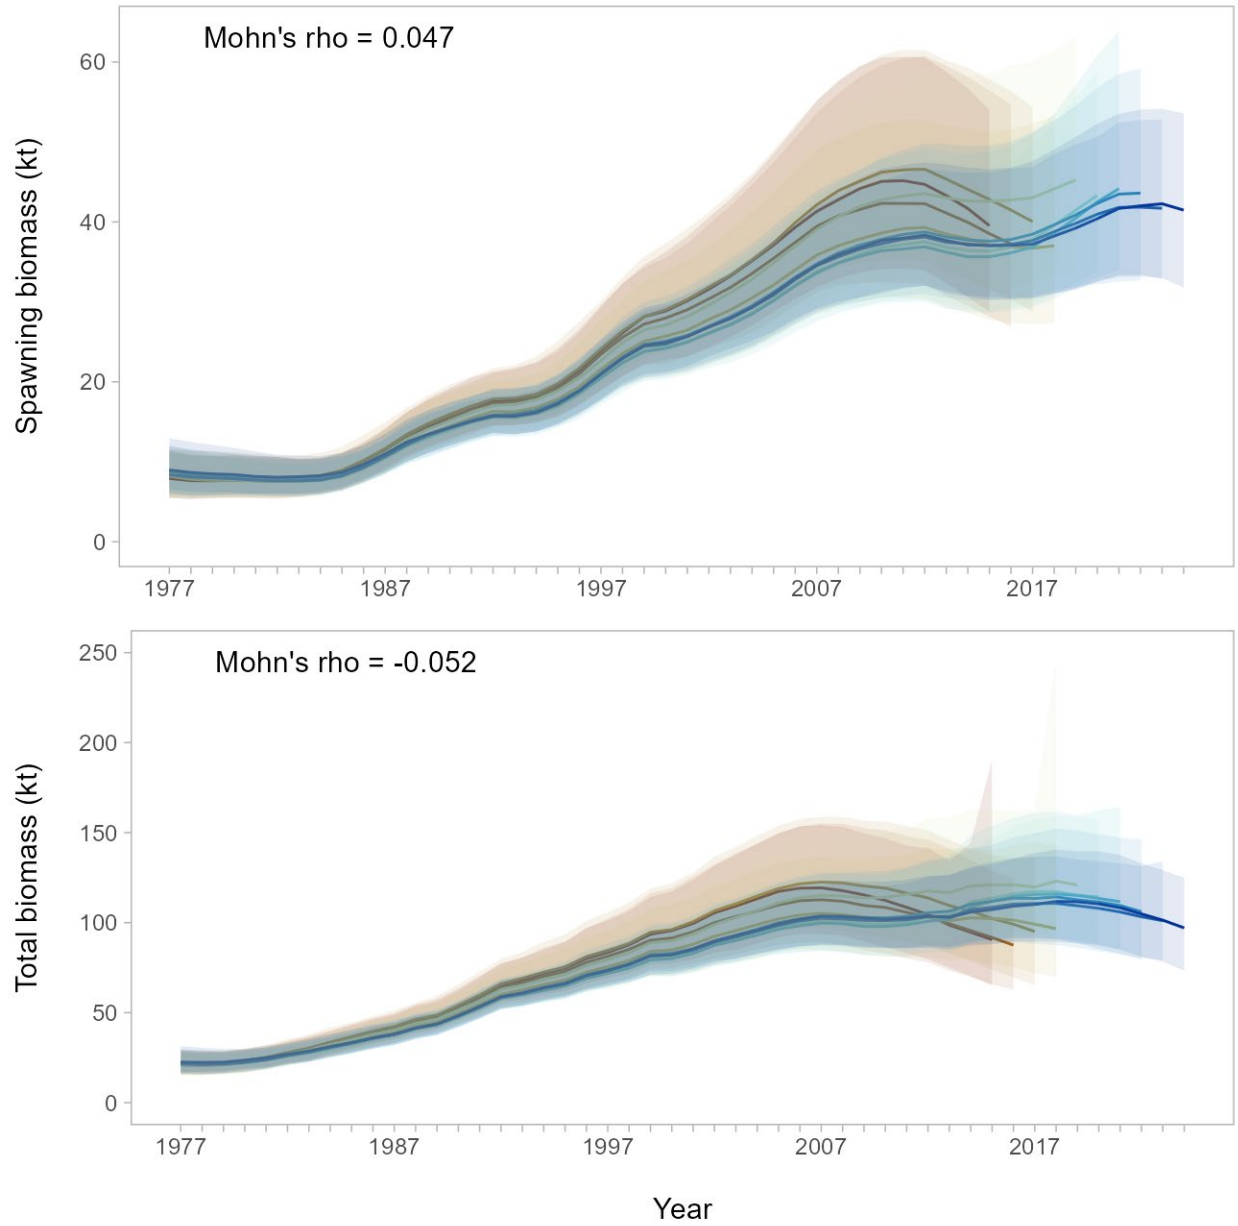 Mohn's rho = 0.047
Spawning biomass (kt)
60
40
20
0
1977 1987 1997 2007 2017
Mohn's rho = -0.052
Total biomass (kt)
250
200
150
100
50
0
1977 1987 1997 2007 2017
Year